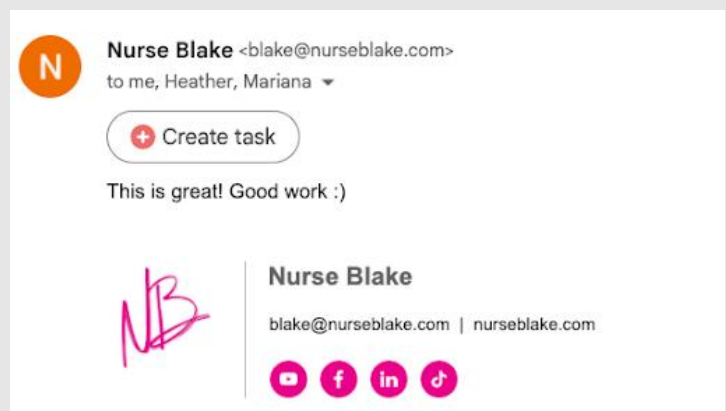 N
Nurse Blake <blake@nurseblake.com>
to me, Heather, Mariana
Create task
This is great! Good work :)
NB
Nurse Blake
blake@nurseblake.com | nurseblake.com
f in